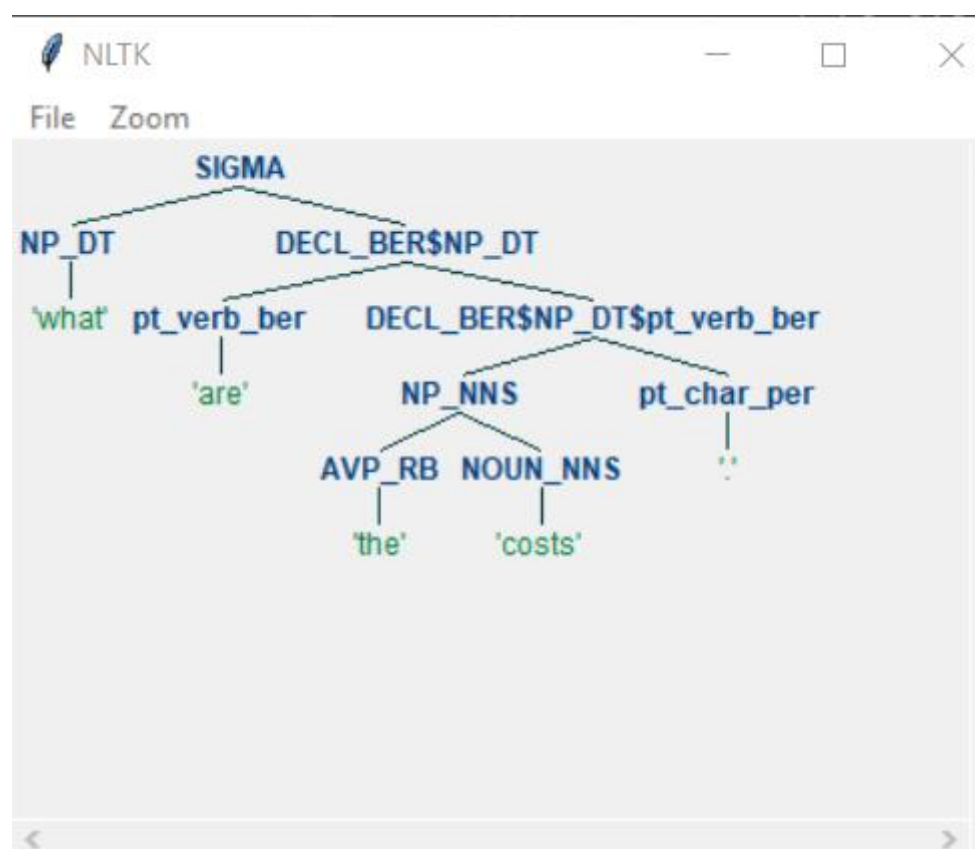 NLTK
File Zoom
SIGMA
NP_DT DECL_BER$NP_DT
'what' pt_verb_ber DECL_BER$NP_DT$pt_verb_ber
'are' NP_NNS pt_char_per
AVP_RB NOUN_NNS '.'
'the' 'costs'